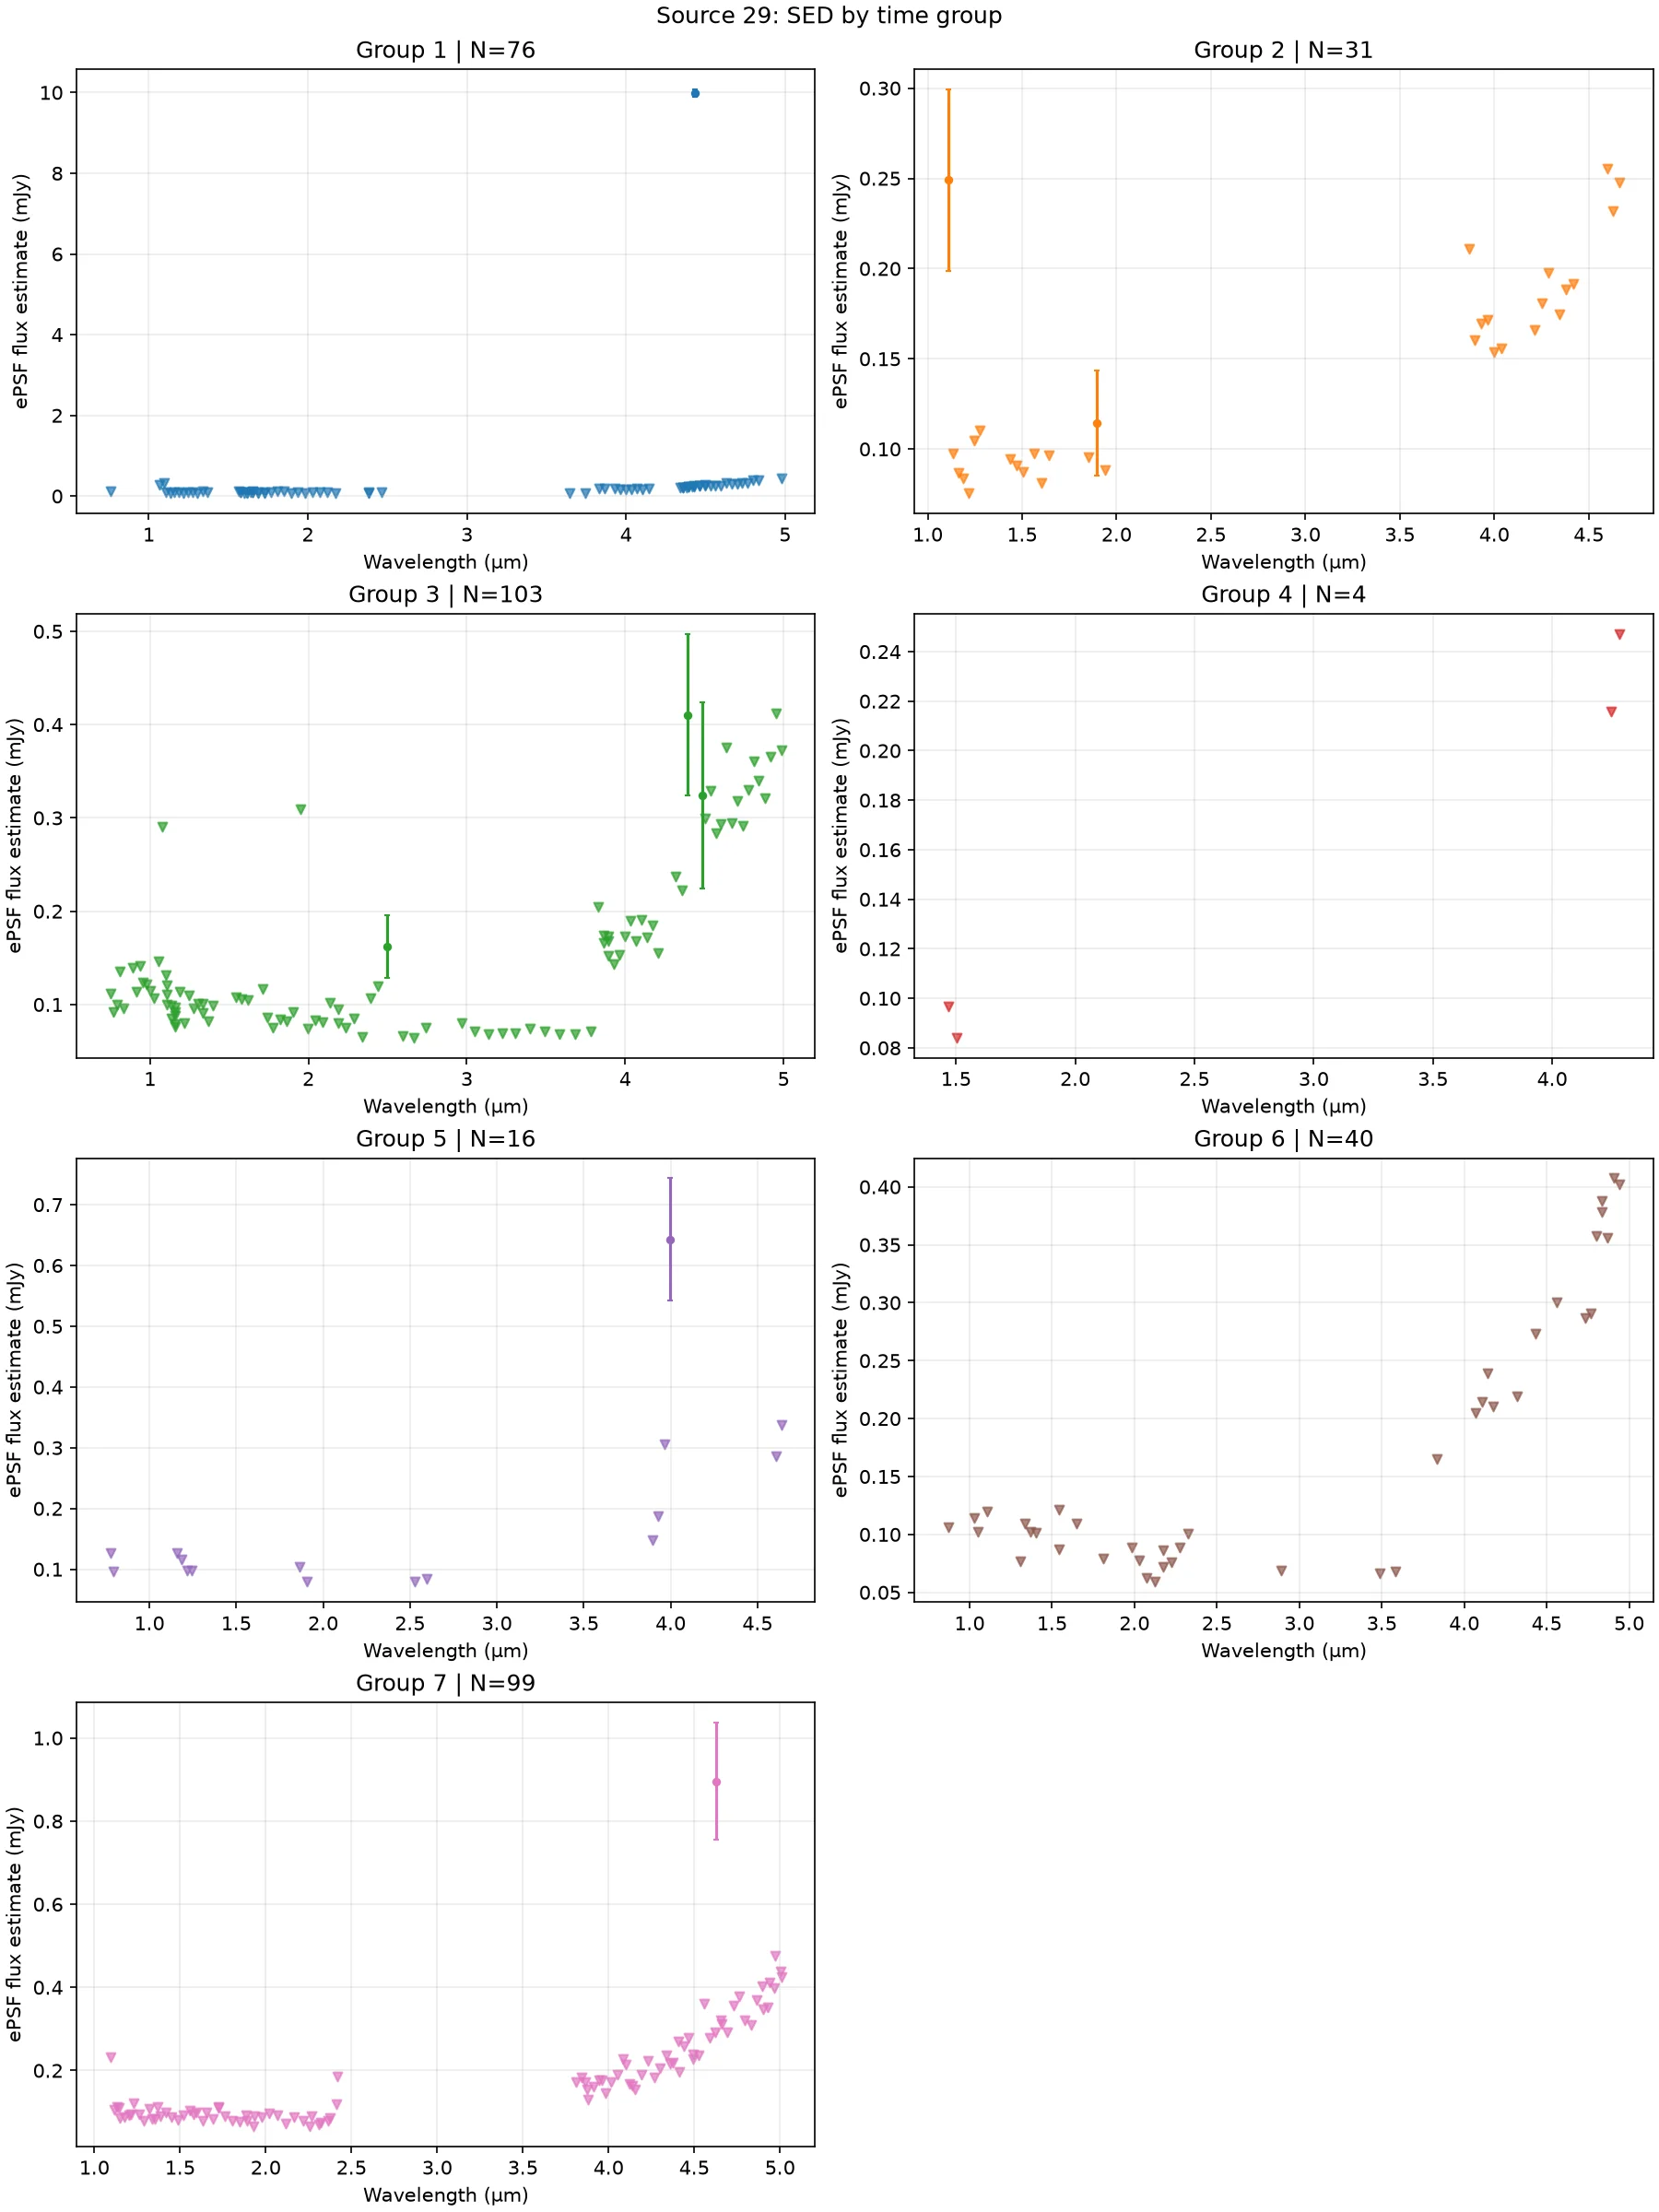 Source 29: SED by time group
Group 1 | N=76
10
8
6
4
2
0
ePSF flux estimate (mJy)
1 2 3 4 5
Wavelength (μm)
Group 2 | N=31
0.30
0.25
0.20
0.15
0.10
ePSF flux estimate (mJy)
1.0 1.5 2.0 2.5 3.0 3.5 4.0 4.5
Wavelength (μm)
Group 3 | N=103
0.5
0.4
0.3
0.2
0.1
ePSF flux estimate (mJy)
1 2 3 4 5
Wavelength (μm)
Group 4 | N=4
0.24
0.22
0.20
0.18
0.16
0.14
0.12
0.10
0.08
ePSF flux estimate (mJy)
1.5 2.0 2.5 3.0 3.5 4.0
Wavelength (μm)
Group 5 | N=16
0.7
0.6
0.5
0.4
0.3
0.2
0.1
ePSF flux estimate (mJy)
1.0 1.5 2.0 2.5 3.0 3.5 4.0 4.5
Wavelength (μm)
Group 6 | N=40
0.40
0.35
0.30
0.25
0.20
0.15
0.10
0.05
ePSF flux estimate (mJy)
1.0 1.5 2.0 2.5 3.0 3.5 4.0 4.5 5.0
Wavelength (μm)
Group 7 | N=99
1.0
0.8
0.6
0.4
0.2
ePSF flux estimate (mJy)
1.0 1.5 2.0 2.5 3.0 3.5 4.0 4.5 5.0
Wavelength (μm)